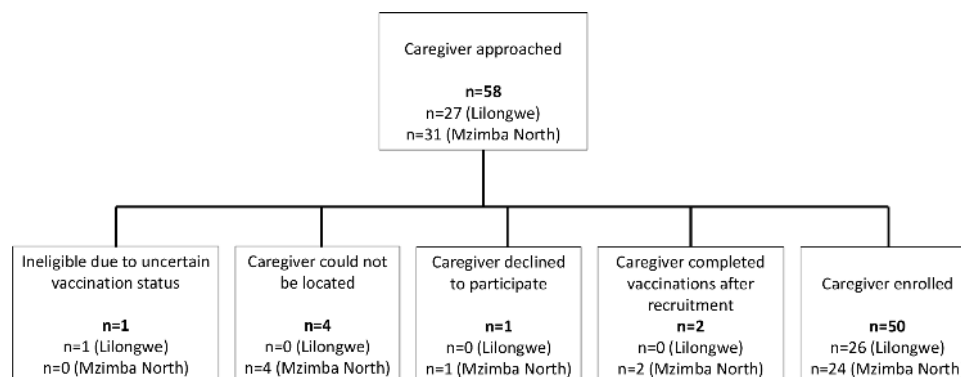 Caregiver approached
n=58
n=27 (Lilongwe)
n=31 (Mzimba North)
Ineligible due to uncertain
vaccination status
n=1
n=1 (Lilongwe)
n=0 (Mzimba North)
Caregiver could not
be located
n=4
n=0 (Lilongwe)
n=4 (Mzimba North)
Caregiver declined
to participate
n=1
n=0 (Lilongwe)
n=1 (Mzimba North)
Caregiver completed
vaccinations after
recruitment
n=2
n=0 (Lilongwe)
n=2 (Mzimba North)
Caregiver enrolled
n=50
n=26 (Lilongwe)
n=24 (Mzimba North)